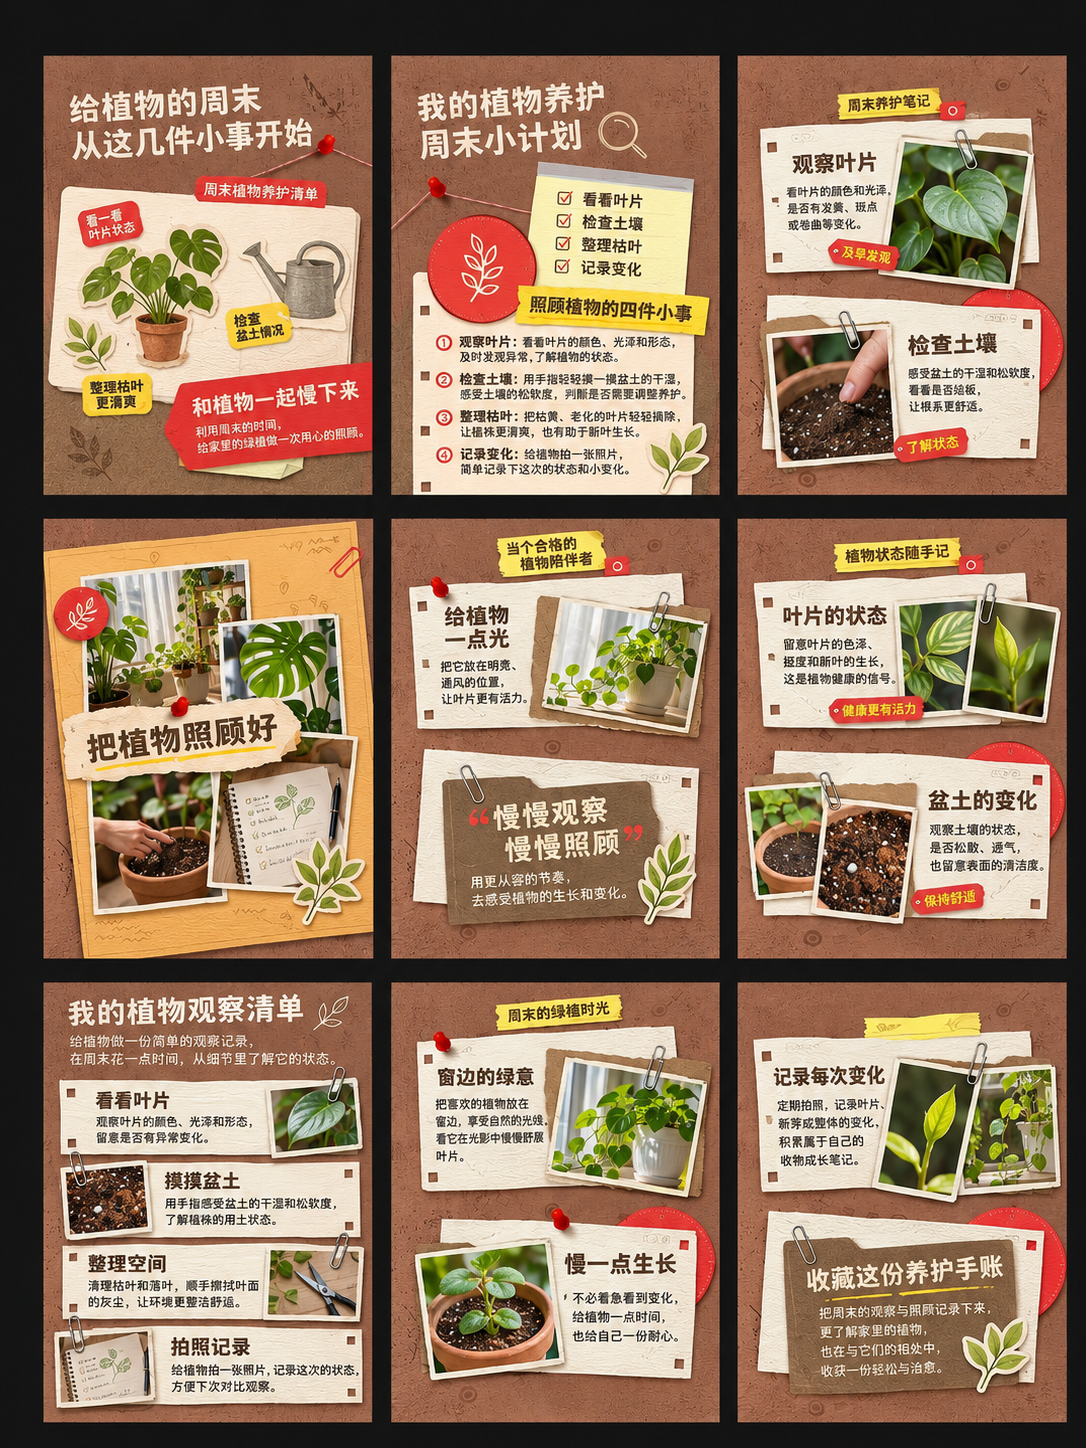 给植物的周末
从这几件小事开始
周末植物养护清单
看一看
叶片状态
检查
盆土情况
整理枯叶
更清爽
和植物一起慢下来
利用周末的时间，
给家里的绿植做一次用心的照顾。
我的植物养护
周末小计划
看看叶片
检查土壤
整理枯叶
记录变化
照顾植物的四件小事
1 观察叶片：看看叶片的颜色、光泽和形态，
及时发现异常，了解植物的状态。
2 检查土壤：用手指轻轻摸一摸盆土的干湿，
感受土壤的松软度，判断是否需要调整养护。
3 整理枯叶：把枯黄、老化的叶片轻轻摘除，
让植株更清爽，也有助于新叶生长。
4 记录变化：给植物拍一张照片，
简单记录下这次的状态和小变化。
周末养护笔记
观察叶片
看叶片的颜色和光泽，
是否有发黄、斑点
或卷曲等变化。
及早发现
检查土壤
感受盆土的干湿和松软度，
看看是否
让根系更舒适。
了解状态
把植物照顾好
当个合格的
植物陪伴者
给植物
一点光
把它放在明亮、
通风的位置，
让叶片更有活力。
“慢慢观察
慢慢照顾”
用更从容的节奏，
去感受植物的生长和变化。
植物状态随手记
叶片的状态
留意叶片的色泽、
和新叶的生长，
这是植物健康的信号。
健康更有活力
盆土的变化
观察土壤的状态，
是否松散、透气，
也留意表面的清洁度。
保持舒适
我的植物观察清单
给植物做一份简单的观察记录，
在周末花一点时间，从细节里了解它的状态。
看看叶片
观察叶片的颜色、光泽和形态，
留意是否有异常变化。
摸摸盆土
用手指感受盆土的干湿和松软度，
了解植株的用土状态。
整理空间
清理枯叶和落叶，顺手擦拭叶面
的灰尘，让环境更整洁舒适。
拍照记录
给植物拍一张照片，记录这次的状态，
方便下次对比观察。
周末的绿植时光
窗边的绿意
把喜欢的植物放在
窗边，享受自然的光线，
看它在光影中慢慢舒展
叶片。
慢一点生长
不必着急看到变化，
给植物一点时间，
也给自己一份耐心。
记录每次变化
定期拍照，记录叶片、
新芽或整体的变化，
积累属于自己的
植物成长笔记。
收藏这份养护手账
把周末的观察与照顾记录下来，
更了解家里的植物，
也在与它们的相处中，
收获一份轻松与治愈。